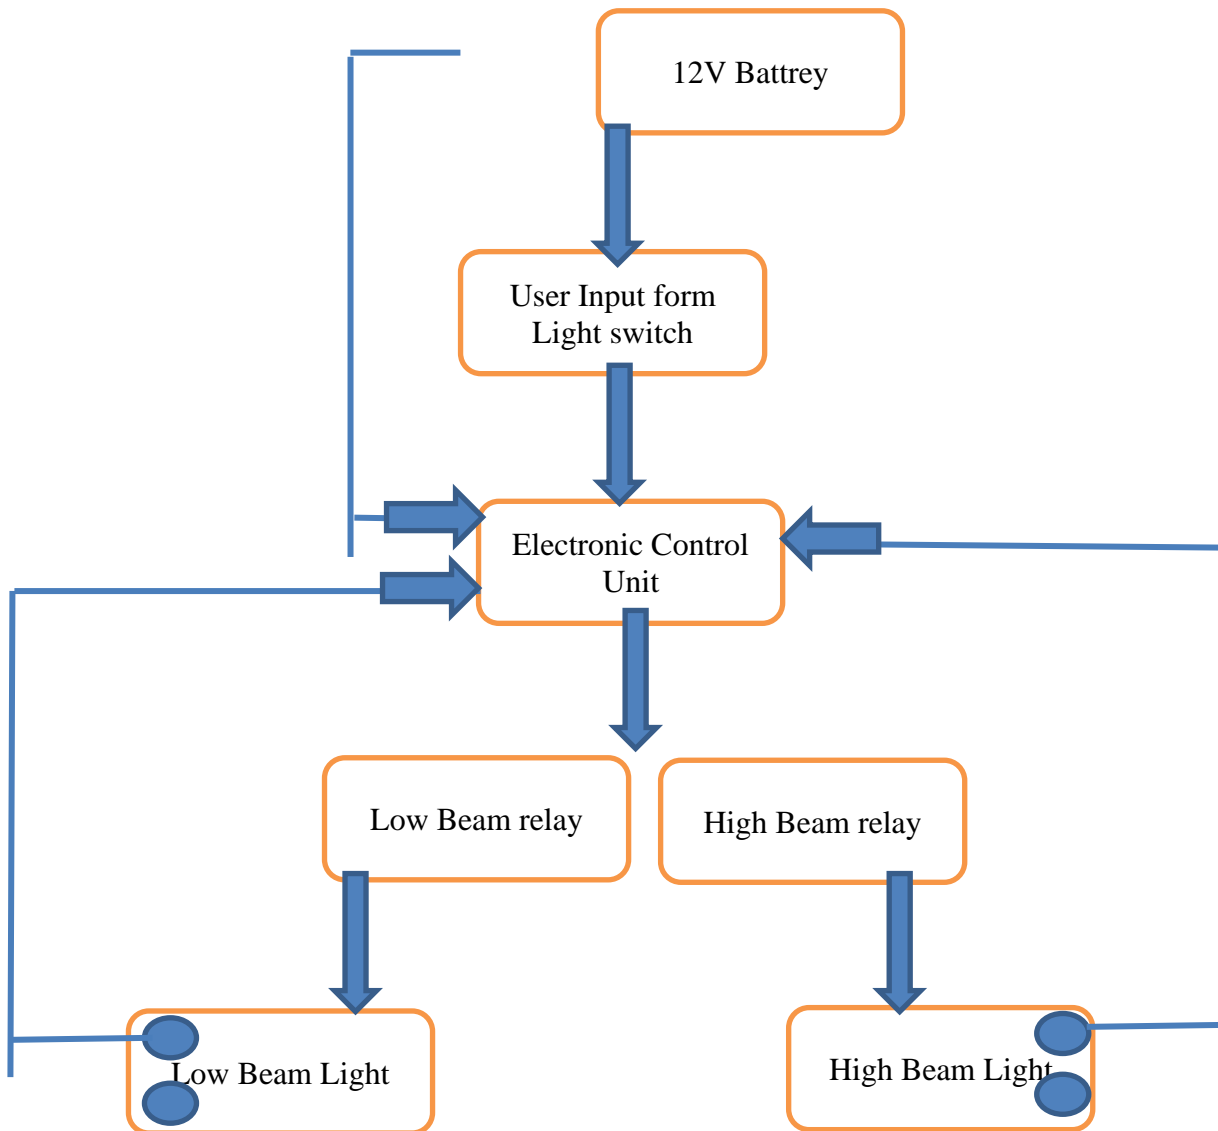 12V Battrey
User Input form
Light switch
Electronic Control
Unit
Low Beam relay
High Beam relay
Low Beam Light
High Beam Light